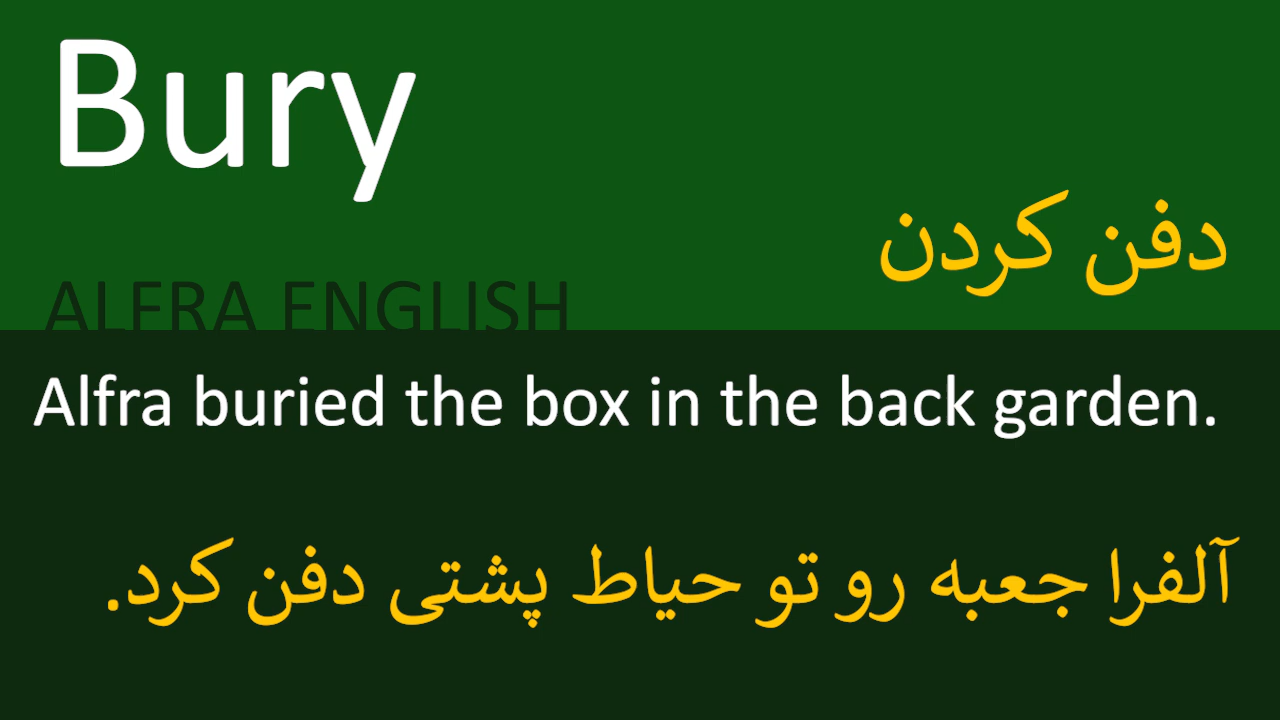 Bury
دفن کردن
ALFRA ENGLISH
Alfra buried the box in the back garden.
آلفرا جعبه رو تو حیاط پشتی دفن کرد.